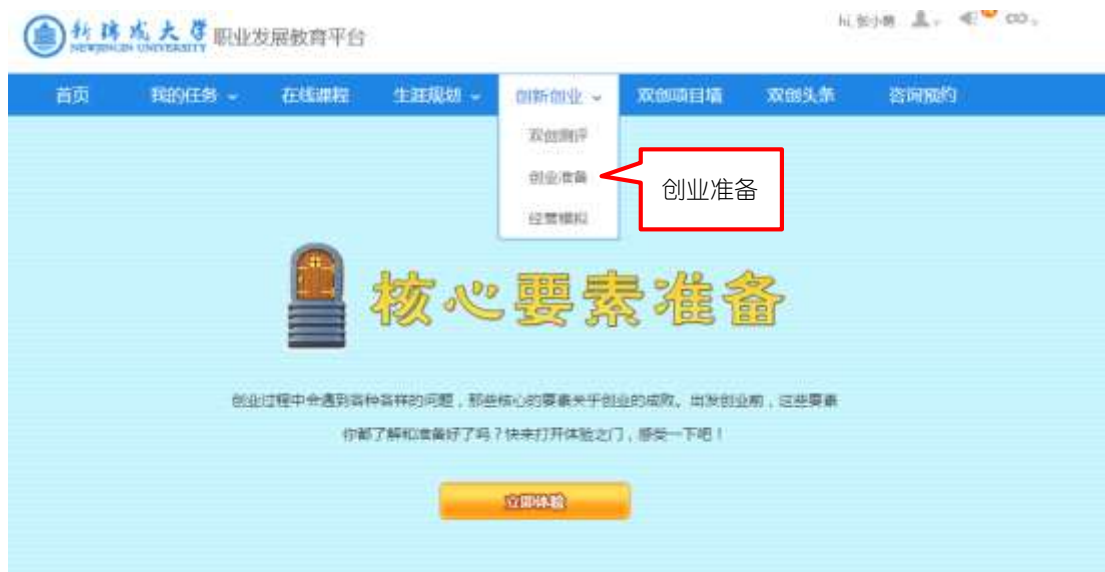 新锦成大学 职业发展教育平台
NEWJINCIN UNIVERSITY
hi, 张小萌
首页 我的任务 在线课程 生涯规划 创新创业 双创项目墙 双创头条 咨询预约
双创测评
创业准备
经营模拟
创业准备
核心要素准备
创业过程中会遇到各种各样的问题，那些核心的要素关乎创业的成败。出发创业前，这些要素
你都了解和准备好了吗？快来打开体验之门，感受一下吧！
立即体验